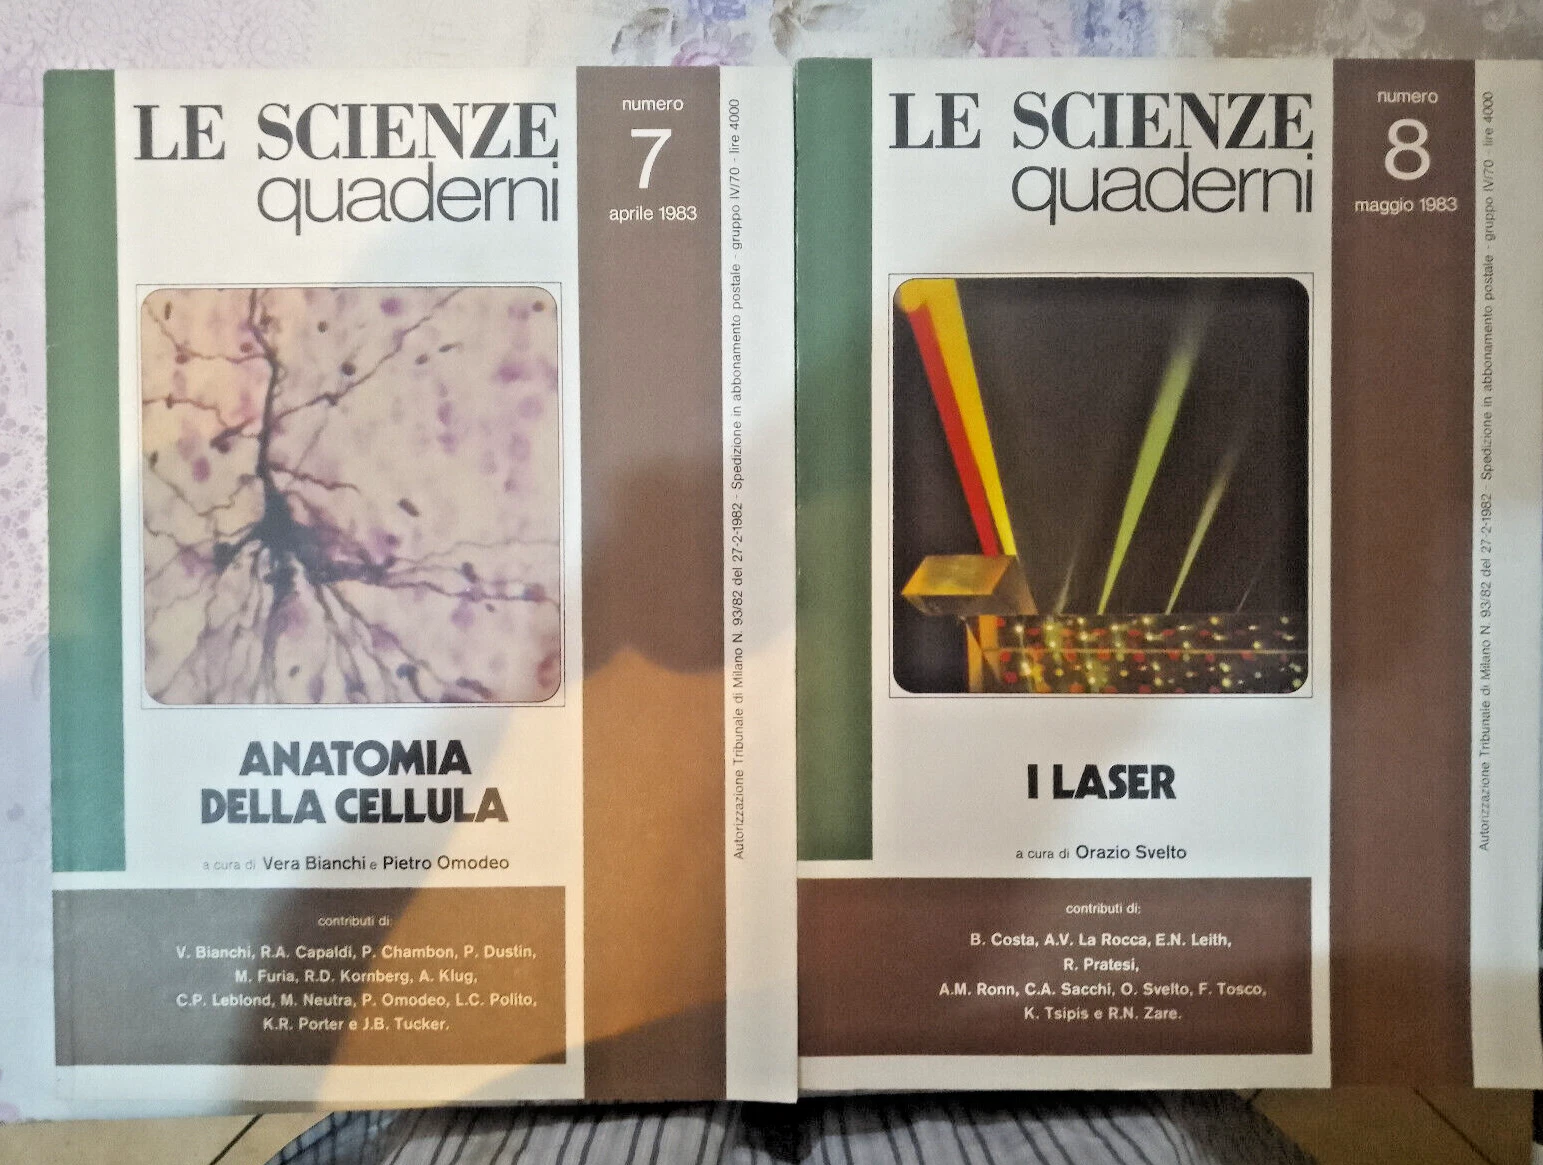 LE SCIENZE
quaderni
numero
7
aprile 1983
Autorizzazione Tribunale di Milano N. 93/82 del 27-2-1982 - Spedizione in abbonamento postale - gruppo IV/70 - lire 4000
ANATOMIA
DELLA CELLULA
a cura di Vera Bianchi e Pietro Omodeo
contributi di:
V. Bianchi, R.A. Capaldi, P. Chambon, P. Dustin,
M. Furia, R.D. Kornberg, A. Klug,
C.P. Leblond, M. Neutra, P. Omodeo, L.C. Polito,
K.R. Porter e J.B. Tucker.
LE SCIENZE
quaderni
numero
8
maggio 1983
Autorizzazione Tribunale di Milano N. 93/82 del 27-2-1982 - Spedizione in abbonamento postale - gruppo IV/70 - lire 4000
I LASER
a cura di Orazio Svelto
contributi di:
B. Costa, A.V. La Rocca, E.N. Leith,
R. Pratesi,
A.M. Ronn, C.A. Sacchi, O. Svelto, F. Tosco,
K. Tsipis e R.N. Zare.